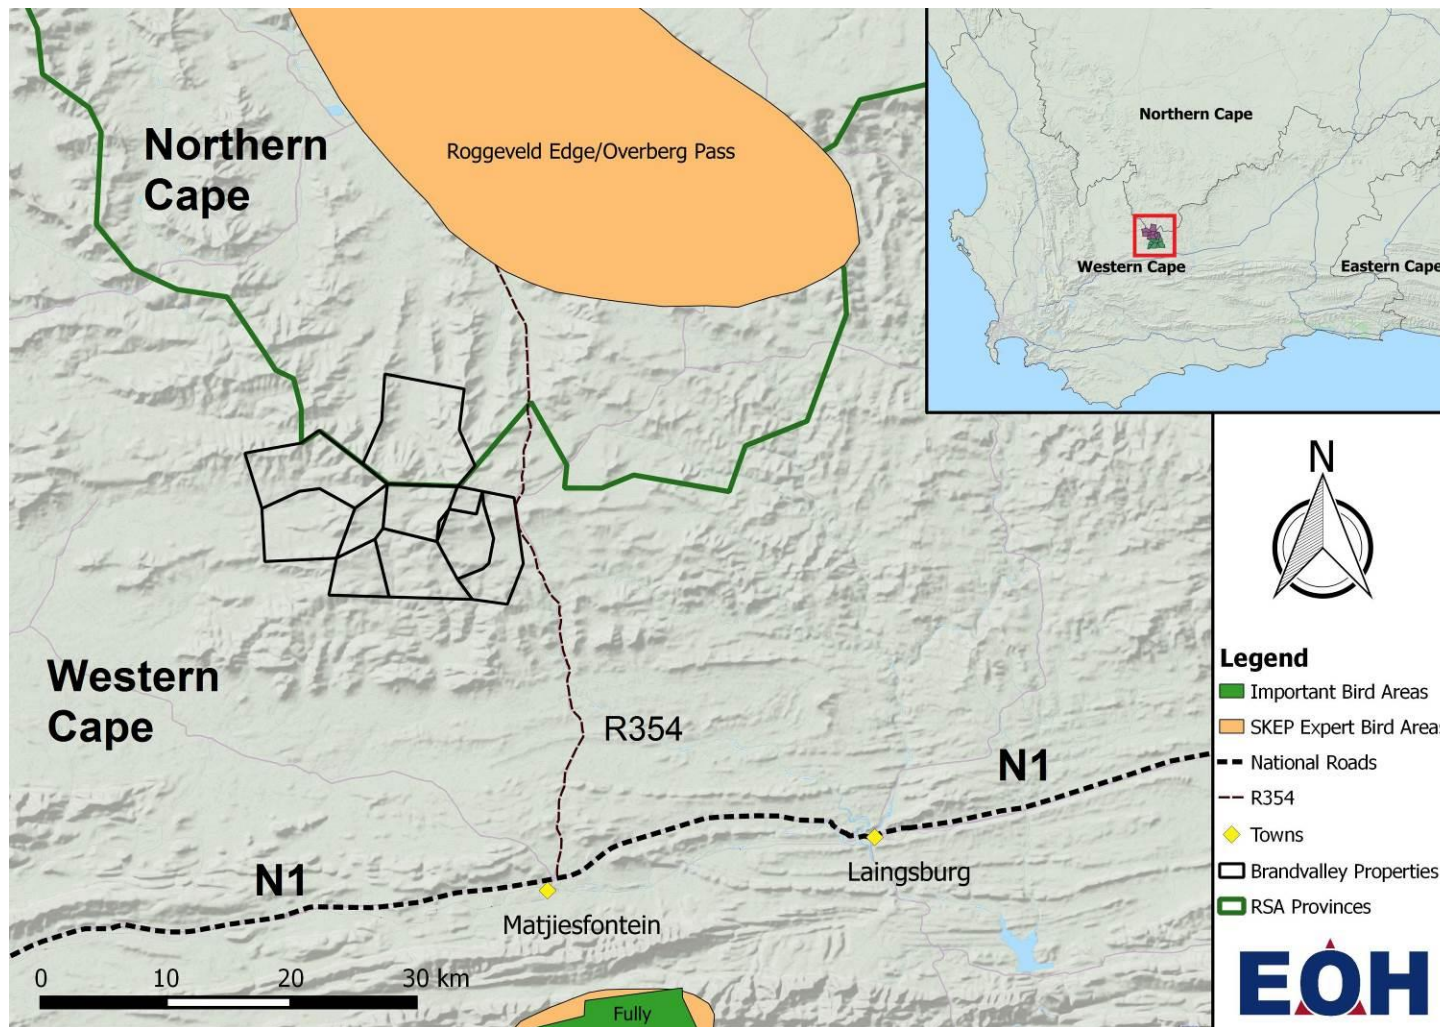 Northern
Cape
Roggeveld Edge/Overberg Pass
Northern Cape
Western Cape
Eastern Cape
N
Western
Cape
R354
N1
N1
Laingsburg
Matjiesfontein
Legend
Important Bird Areas
SKEP Expert Bird Areas
National Roads
R354
Towns
Brandvalley Properties
RSA Provinces
0 10 20 30 km
Fully
EOH